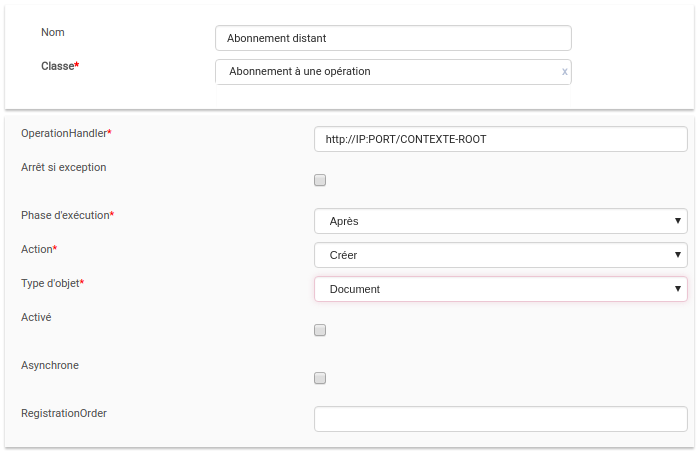 Nom Abonnement distant
Classe* Abonnement à une opération x
OperationHandler* http://IP:PORT/CONTEXTE-ROOT
Arrêt si exception
Phase d'exécution* Après
Action* Créer
Type d'objet* Document
Activé
Asynchrone
RegistrationOrder